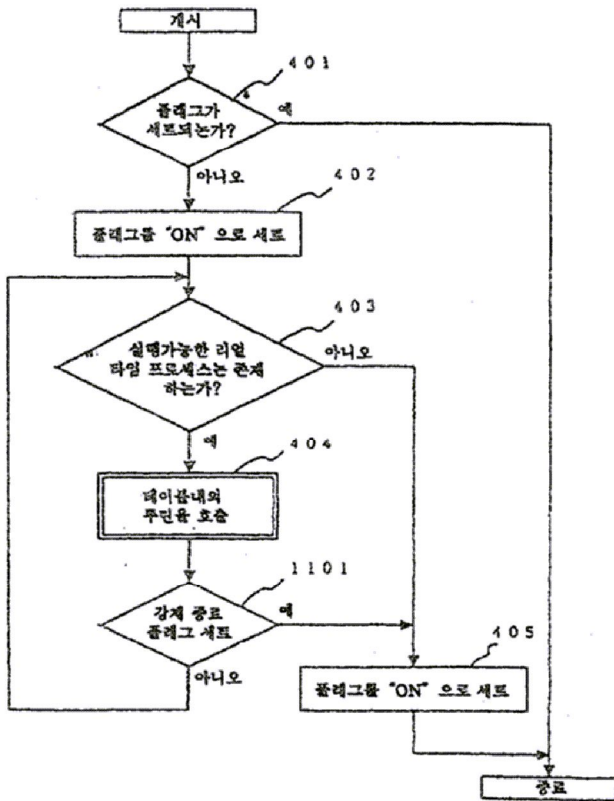 개시
401
플래그가
세트되는가?
예
아니오
402
플래그를 "ON" 으로 세트
403
실행가능한 리얼
타임 프로세스는 존재
하는가?
아니오
예
404
테이블내의
루틴을 호출
1101
강제 종료
플래그 세트
예
아니오
405
플래그를 "ON" 으로 세트
종료